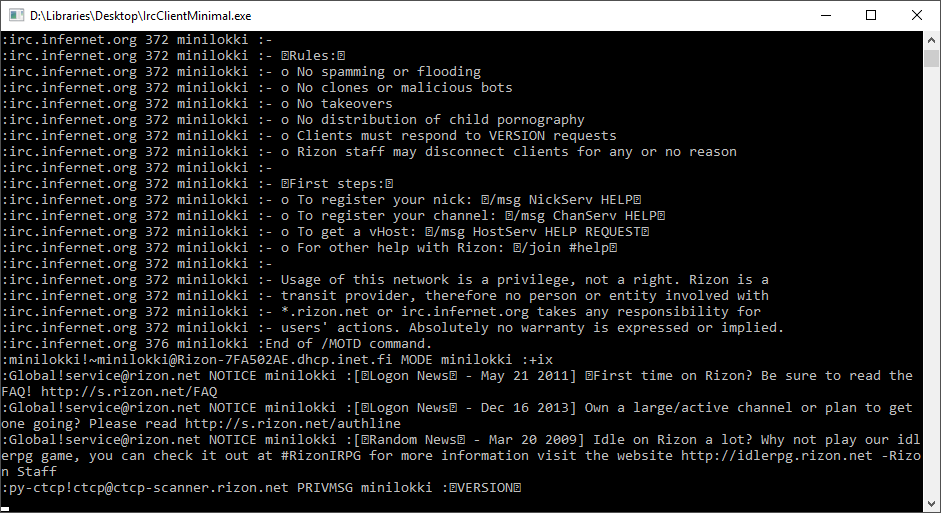 D:\Libraries\Desktop\IrcClientMinimal.exe
:irc.infernet.org 372 minilokki :-
:irc.infernet.org 372 minilokki :- Rules:
:irc.infernet.org 372 minilokki :- o No spamming or flooding
:irc.infernet.org 372 minilokki :- o No clones or malicious bots
:irc.infernet.org 372 minilokki :- o No takeovers
:irc.infernet.org 372 minilokki :- o No distribution of child pornography
:irc.infernet.org 372 minilokki :- o Clients must respond to VERSION requests
:irc.infernet.org 372 minilokki :- o Rizon staff may disconnect clients for any or no reason
:irc.infernet.org 372 minilokki :-
:irc.infernet.org 372 minilokki :- First steps:
:irc.infernet.org 372 minilokki :- o To register your nick: /msg NickServ HELP
:irc.infernet.org 372 minilokki :- o To register your channel: /msg ChanServ HELP
:irc.infernet.org 372 minilokki :- o To get a vHost: /msg HostServ HELP REQUEST
:irc.infernet.org 372 minilokki :- o For other help with Rizon: /join #help
:irc.infernet.org 372 minilokki :-
:irc.infernet.org 372 minilokki :- Usage of this network is a privilege, not a right. Rizon is a
:irc.infernet.org 372 minilokki :- transit provider, therefore no person or entity involved with
:irc.infernet.org 372 minilokki :- *.rizon.net or irc.infernet.org takes any responsibility for
:irc.infernet.org 372 minilokki :- users' actions. Absolutely no warranty is expressed or implied.
:irc.infernet.org 376 minilokki :End of /MOTD command.
:minilokki!~minilokki@Rizon-7FA502AE.dhcp.inet.fi MODE minilokki :+ix
:Global!service@rizon.net NOTICE minilokki :[Logon News - May 21 2011] First time on Rizon? Be sure to read the
FAQ! http://s.rizon.net/FAQ
:Global!service@rizon.net NOTICE minilokki :[Logon News - Dec 16 2013] Own a large/active channel or plan to get
one going? Please read http://s.rizon.net/authline
:Global!service@rizon.net NOTICE minilokki :[Random News - Mar 20 2009] Idle on Rizon a lot? Why not play our idl
erpg game, you can check it out at #RizonIRPG for more information visit the website http://idlerpg.rizon.net -Rizo
n Staff
:py-ctcp!ctcp@ctcp-scanner.rizon.net PRIVMSG minilokki :VERSION